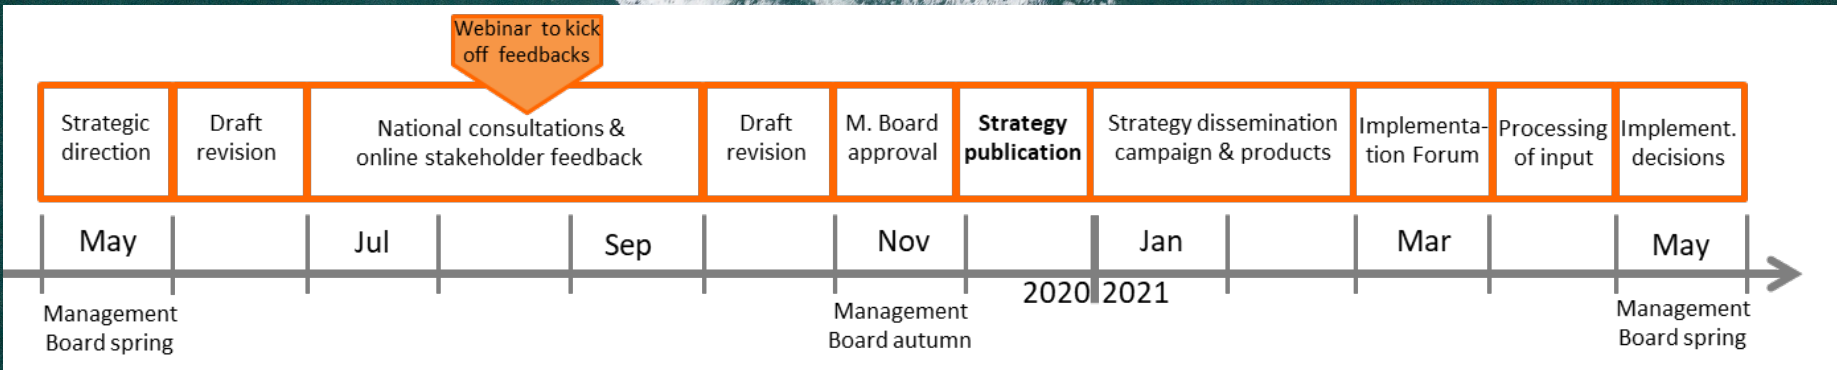 Webinar to kick
off feedbacks
Strategic
direction
Draft
revision
National consultations &
online stakeholder feedback
Draft
revision
M. Board
approval
Strategy
publication
Strategy dissemination
campaign & products
Implementa-
tion Forum
Processing
of input
Implement.
decisions
May
Jul
Sep
Nov
Jan
Mar
May
2020
2021
Management
Board spring
Management
Board autumn
Management
Board spring